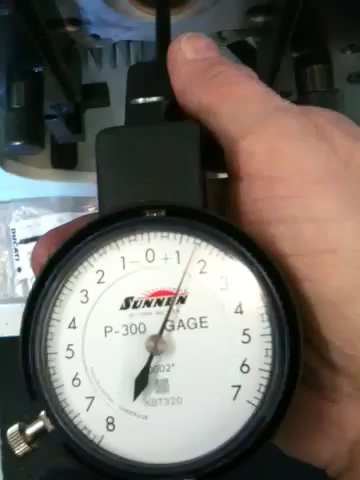 1-0+1
3 2 2 3
4 4
5 5
6 6
7 7
8
SUNNEN
P-300 GAGE
.0002"
KBT320
DUCATI